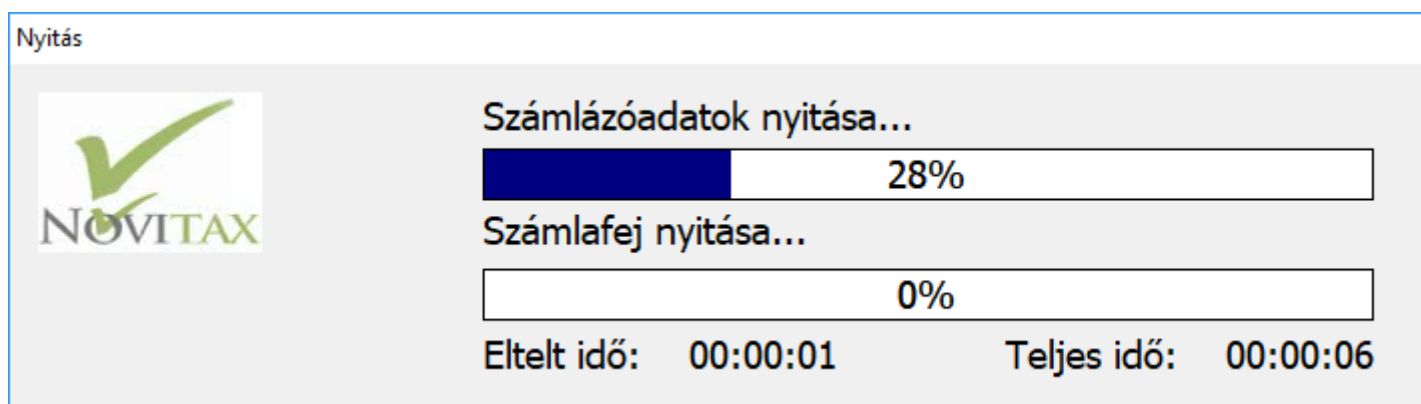 Nyitás
Számlázóadatok nyitása...
28%
NOVITAX
Számlafej nyitása...
0%
Eltelt idő: 00:00:01 Teljes idő: 00:00:06